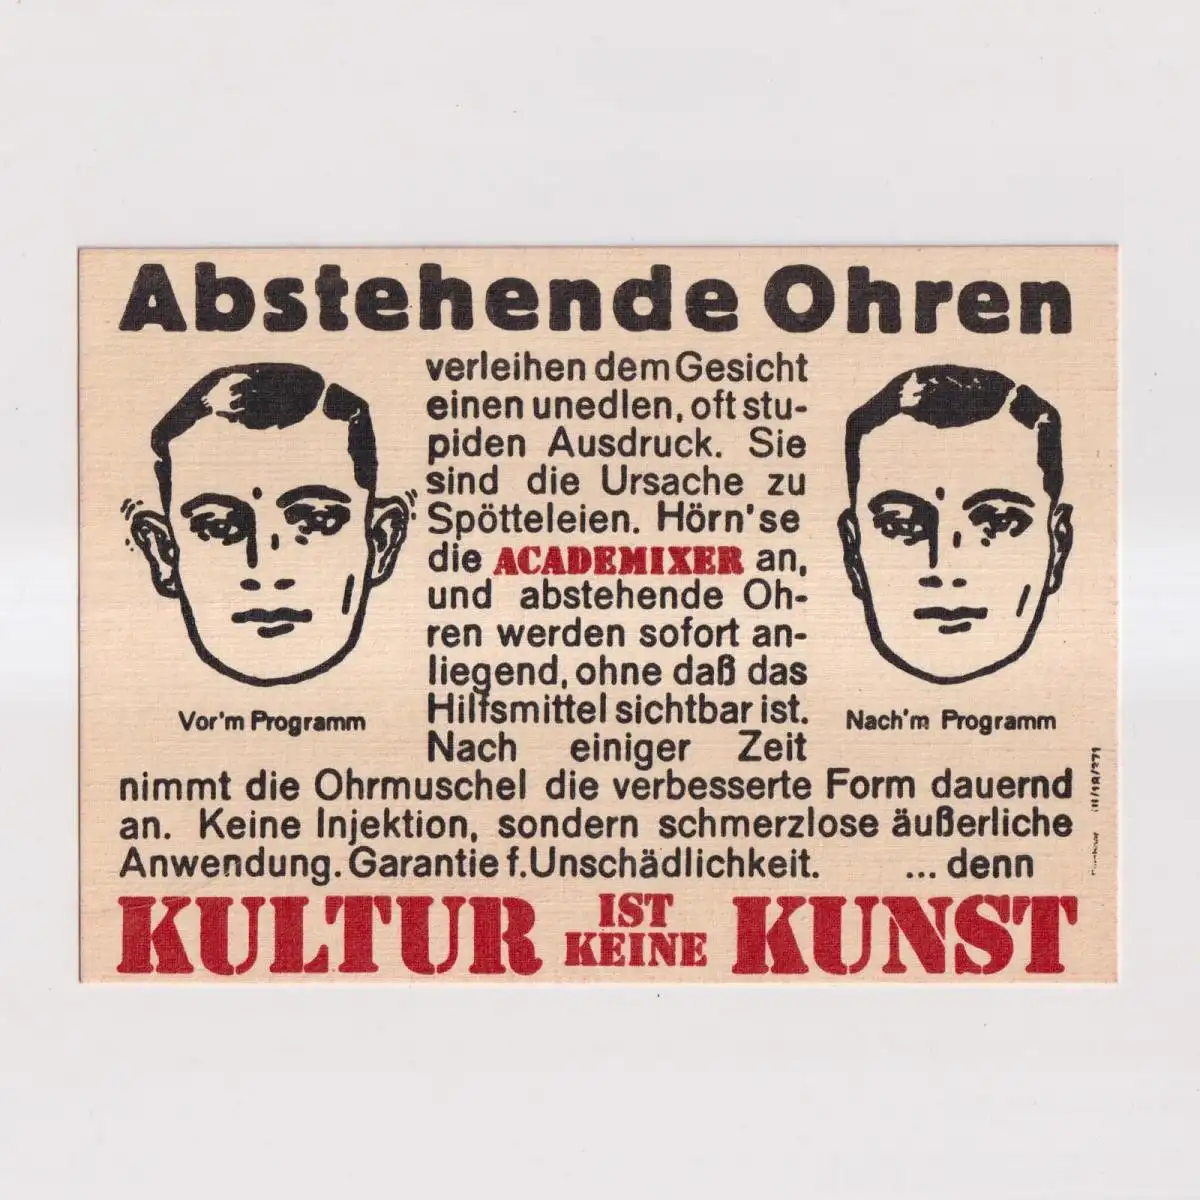 Abstehende Ohren
verleihen dem Gesicht
einen unedlen, oft stu-
piden Ausdruck. Sie
sind die Ursache zu
Spötteleien. Hörn'se
die ACADEMIXER an,
und abstehende Oh-
ren werden sofort an-
liegend, ohne daß das
Hilfsmittel sichtbar ist.
Nach einiger Zeit
nimmt die Ohrmuschel die verbesserte Form dauernd
an. Keine Injektion, sondern schmerzlose äußerliche
Anwendung. Garantie f. Unschädlichkeit. ... denn
Vor'm Programm
Nach'm Programm
KULTUR IST KEINE KUNST
III/18/271